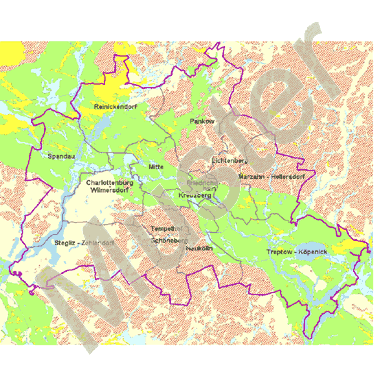 Reinickendorf
Pankow
Spandau
Mitte
Lichtenberg
Charlottenburg
Wilmersdorf
Friedrichshain
Kreuzberg
Marzahn - Hellersdorf
Steglitz - Zehlendorf
Tempelhof
Schöneberg
Neukölln
Treptow - Köpenick
Muster